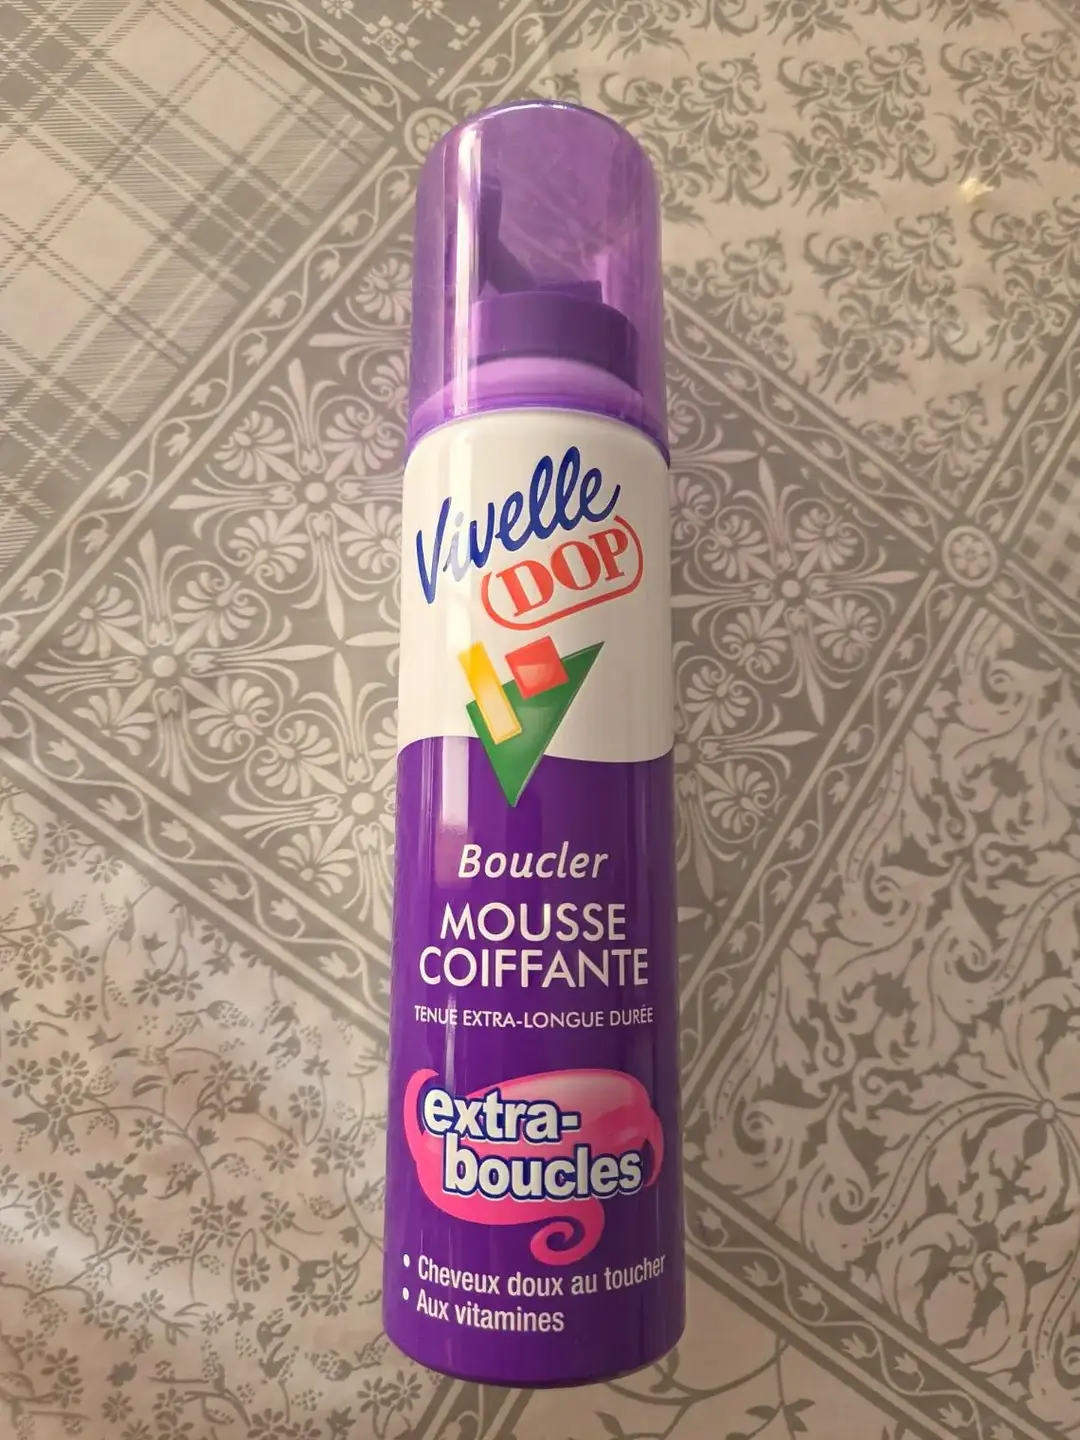 Vivelle
DOP
Boucler
MOUSSE
COIFFANTE
TENUE EXTRA-LONGUE DURÉE
extra-
boucles
• Cheveux doux au toucher
• Aux vitamines